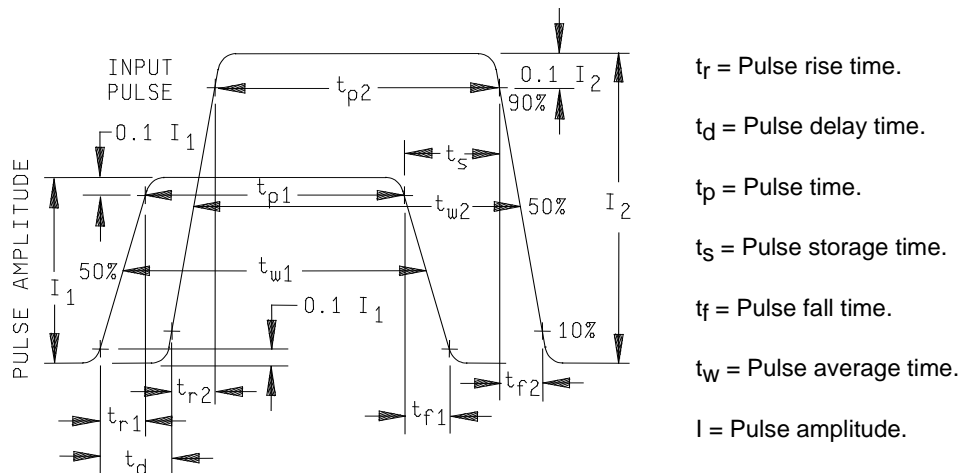 INPUT
PULSE
0.1 I1
tp2
0.1 I2
90%
ts
tp1
tw2
50%
I2
50%
tw1
I1
0.1 I1
10%
PULSE AMPLITUDE
tr2
tf2
tr1
tf1
td
tr = Pulse rise time.
td = Pulse delay time.
tp = Pulse time.
ts = Pulse storage time.
tf = Pulse fall time.
tw = Pulse average time.
I = Pulse amplitude.